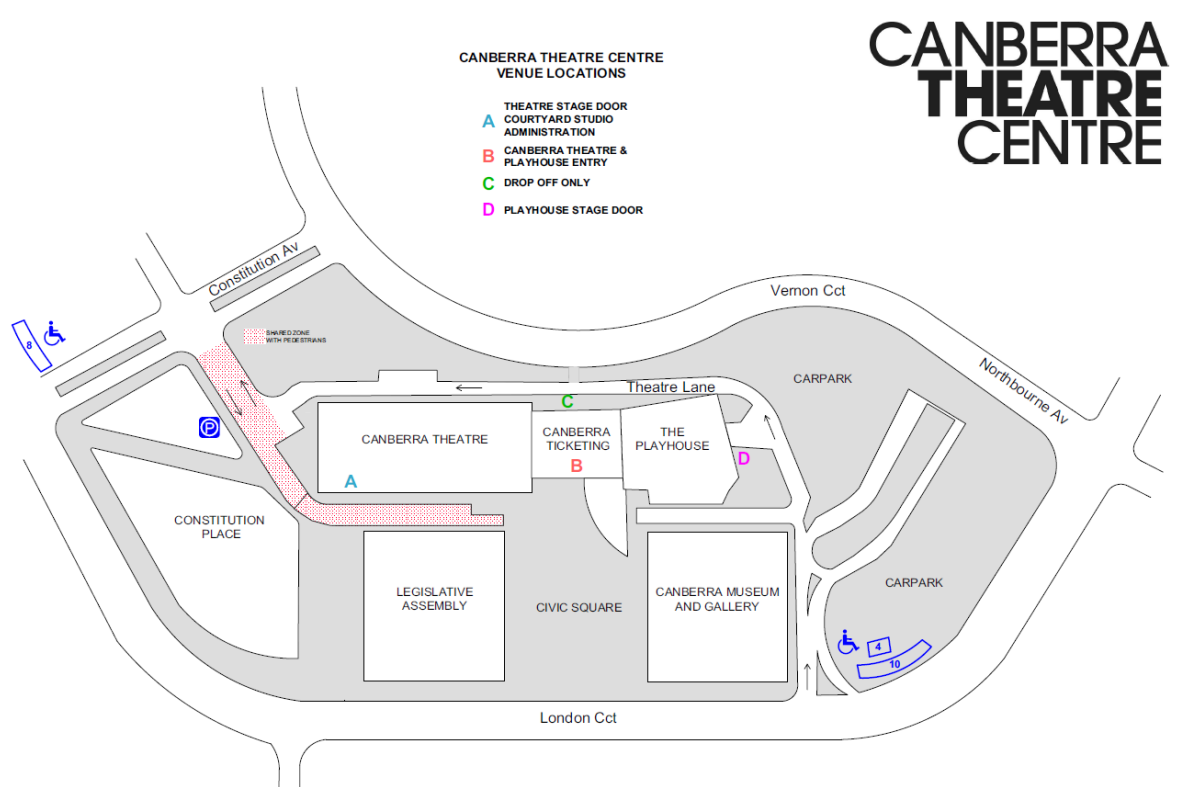 CANBERRA
THEATRE
CENTRE
CANBERRA THEATRE CENTRE
VENUE LOCATIONS
A
THEATRE STAGE DOOR
COURTYARD STUDIO
ADMINISTRATION
B
CANBERRA THEATRE &
PLAYHOUSE ENTRY
C
DROP OFF ONLY
D
PLAYHOUSE STAGE DOOR
Constitution Av
Vernon Cct
8
SHARED ZONE
WITH PEDESTRIANS
Northbourne Av
CARPARK
Theatre Lane
C
P
CANBERRA THEATRE
CANBERRA
TICKETING
THE
PLAYHOUSE
B
D
A
CONSTITUTION
PLACE
LEGISLATIVE
ASSEMBLY
CIVIC SQUARE
CANBERRA MUSEUM
AND GALLERY
CARPARK
4
10
London Cct